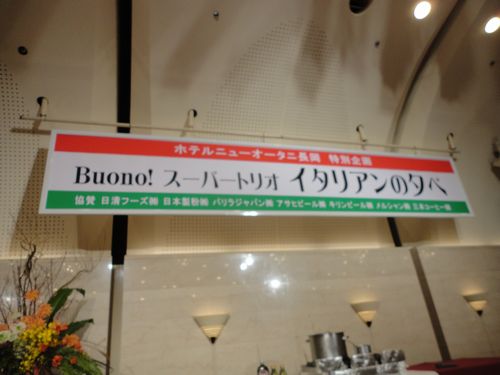 ホテルニューオータニ長岡 特別企画
Buono! スーパートリオ イタリアンの夕べ
協賛 日清フーズ㈱ 日本製粉㈱ バリラジャパン㈱ アサヒビール㈱ キリンビール㈱ メルシャン㈱ 三本コーヒー㈱